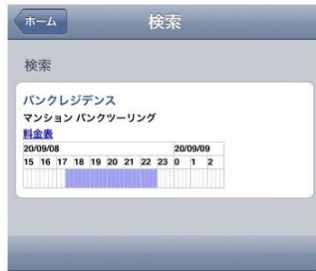 ホーム 検索
検索
バンクレジデンス
マンション バンクツーリング
料金表
20/09/08 20/09/09
15 16 17 18 19 20 21 22 23 0 1 2